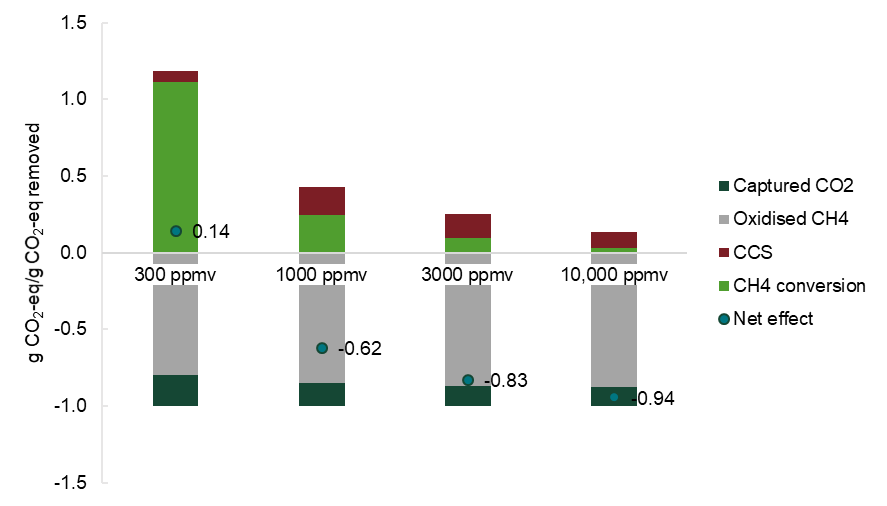 g CO₂-eq/g CO₂-eq removed
1.5
1.0
0.5
0.0
-0.5
-1.0
-1.5
0.14
300 ppmv
1000 ppmv
3000 ppmv
10,000 ppmv
-0.62
-0.83
-0.94
Captured CO2
Oxidised CH4
CCS
CH4 conversion
Net effect